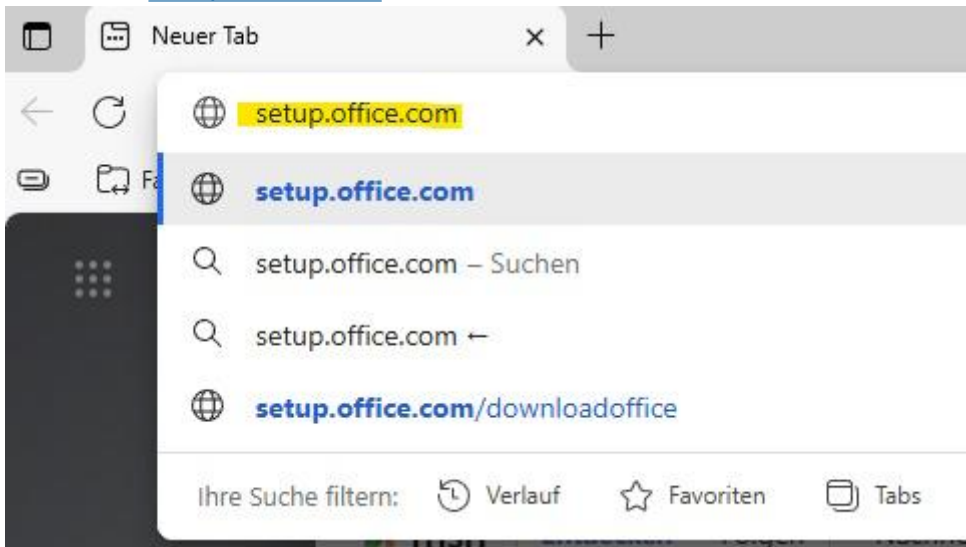 Neuer Tab
setup.office.com
setup.office.com
setup.office.com – Suchen
setup.office.com ←
setup.office.com/downloadoffice
Ihre Suche filtern: Verlauf Favoriten Tabs